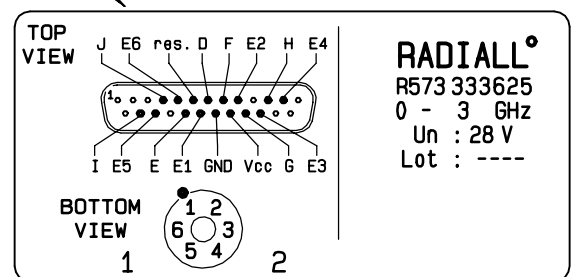 TOP
VIEW
J E6 res. D F E2 H E4
1
I E5 E E1 GND Vcc G E3
BOTTOM
VIEW
1 2
6 3
5 4
1 2
RADIALL°
R573 333625
0 - 3 GHz
Un : 28 V
Lot : ----